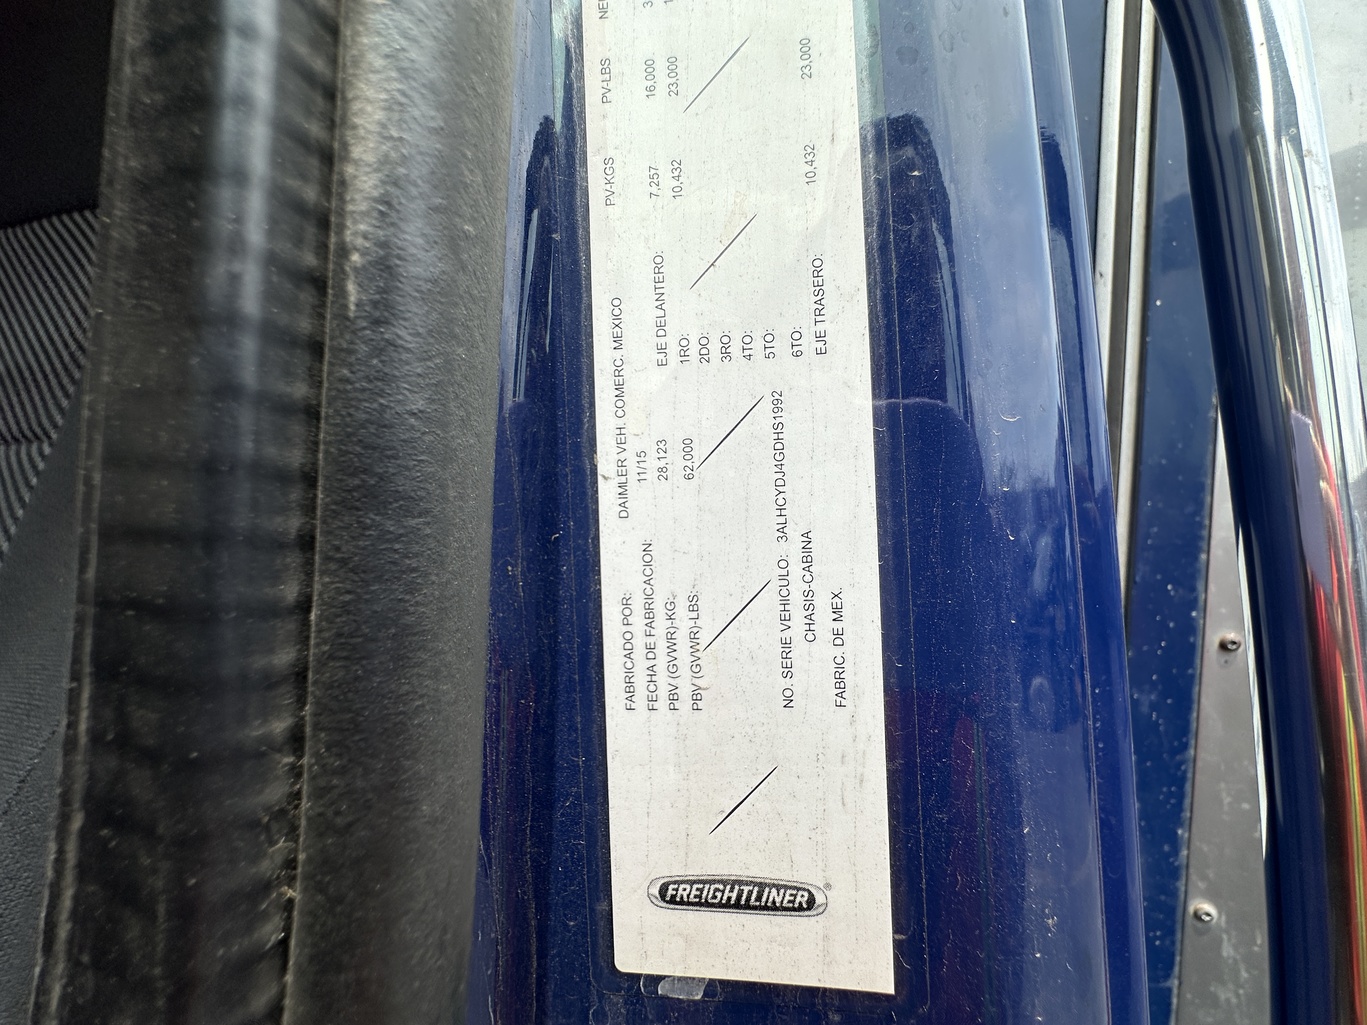 FREIGHTLINER ®
FABRICADO POR: DAIMLER VEH. COMERC. MEXICO
FECHA DE FABRICACION: 11/15
PBV (GVWR)-KG: 28,123
PBV (GVWR)-LBS: 62,000
NO. SERIE VEHICULO: 3ALHCYDJ4GDHS1992
CHASIS-CABINA
FABRIC. DE MEX.
PV-KGS PV-LBS
EJE DELANTERO: 7,257 16,000
1RO: 10,432 23,000
2DO:
3RO:
4TO:
5TO:
6TO:
EJE TRASERO: 10,432 23,000